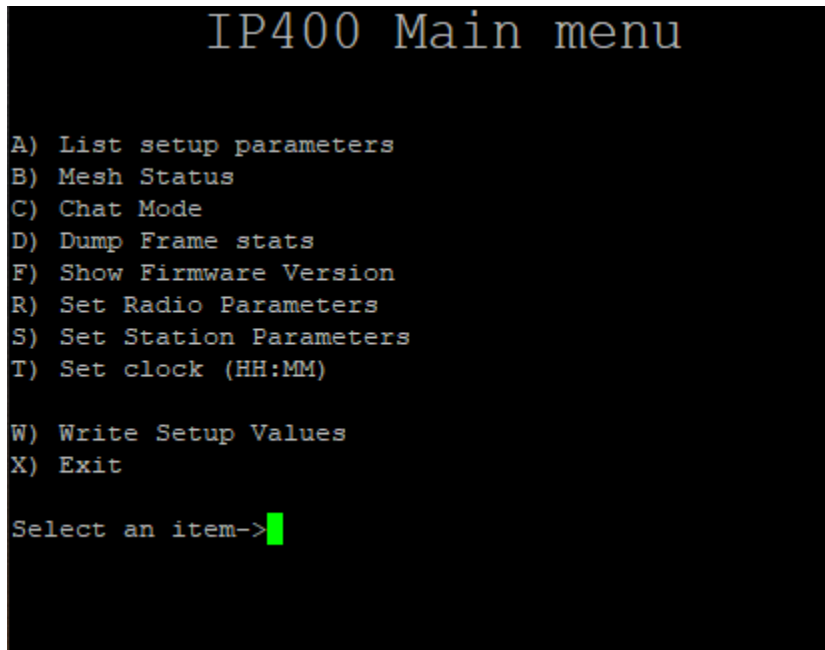 IP400 Main menu
A) List setup parameters
B) Mesh Status
C) Chat Mode
D) Dump Frame stats
F) Show Firmware Version
R) Set Radio Parameters
S) Set Station Parameters
T) Set clock (HH:MM)
W) Write Setup Values
X) Exit
Select an item->